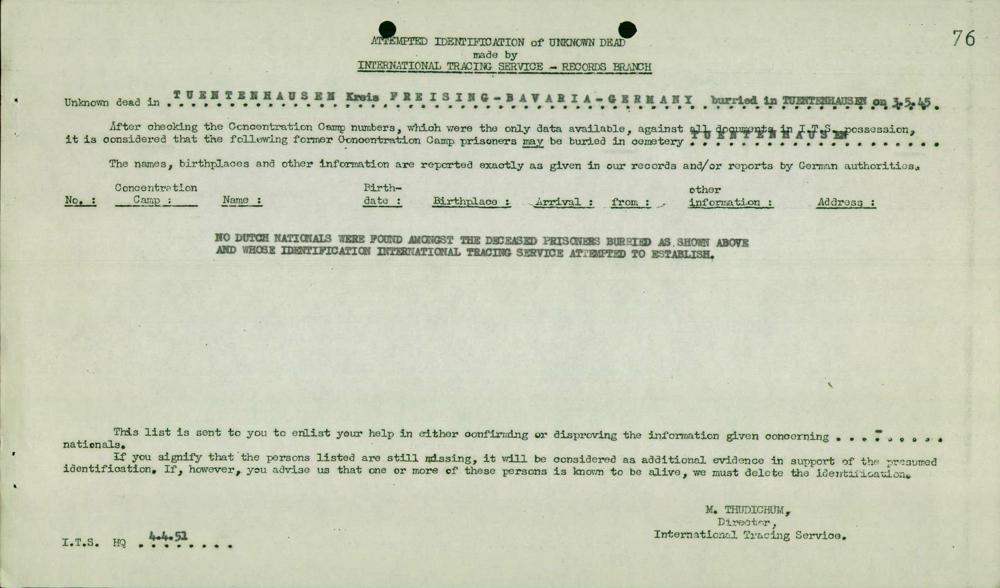 76
ATTEMPTED IDENTIFICATION of UNKNOWN DEAD
made by
INTERNATIONAL TRACING SERVICE - RECORDS BRANCH
Unknown dead in TUENTENHAUSEN Kreis FREISING-BAVARIA-GERMANY burried in TUENTENHAUSEN on 3.5.45.
After checking the Concentration Camp numbers, which were the only data available, against all documents in I.T.S. possession,
it is considered that the following former Concentration Camp prisoners may be buried in cemetery TUENTENHAUSEN
The names, birthplaces and other information are reported exactly as given in our records and/or reports by German authorities.
No. : Concentration Camp : Name : Birth-date : Birthplace : Arrival : from : other information : Address :
NO DUTCH NATIONALS WERE FOUND AMONGST THE DECEASED PRISONERS BURRIED AS SHOWN ABOVE
AND WHOSE IDENTIFICATION INTERNATIONAL TRACING SERVICE ATTEMPTED TO ESTABLISH.
This list is sent to you to enlist your help in either confirming or disproving the information given concerning . . . - . . . . .
nationals.
If you signify that the persons listed are still missing, it will be considered as additional evidence in support of the presumed
identification. If, however, you advise us that one or more of these persons is known to be alive, we must delete the identification.
M. THUDICHUM,
Director,
International Tracing Service.
I.T.S. HQ 4.4.51